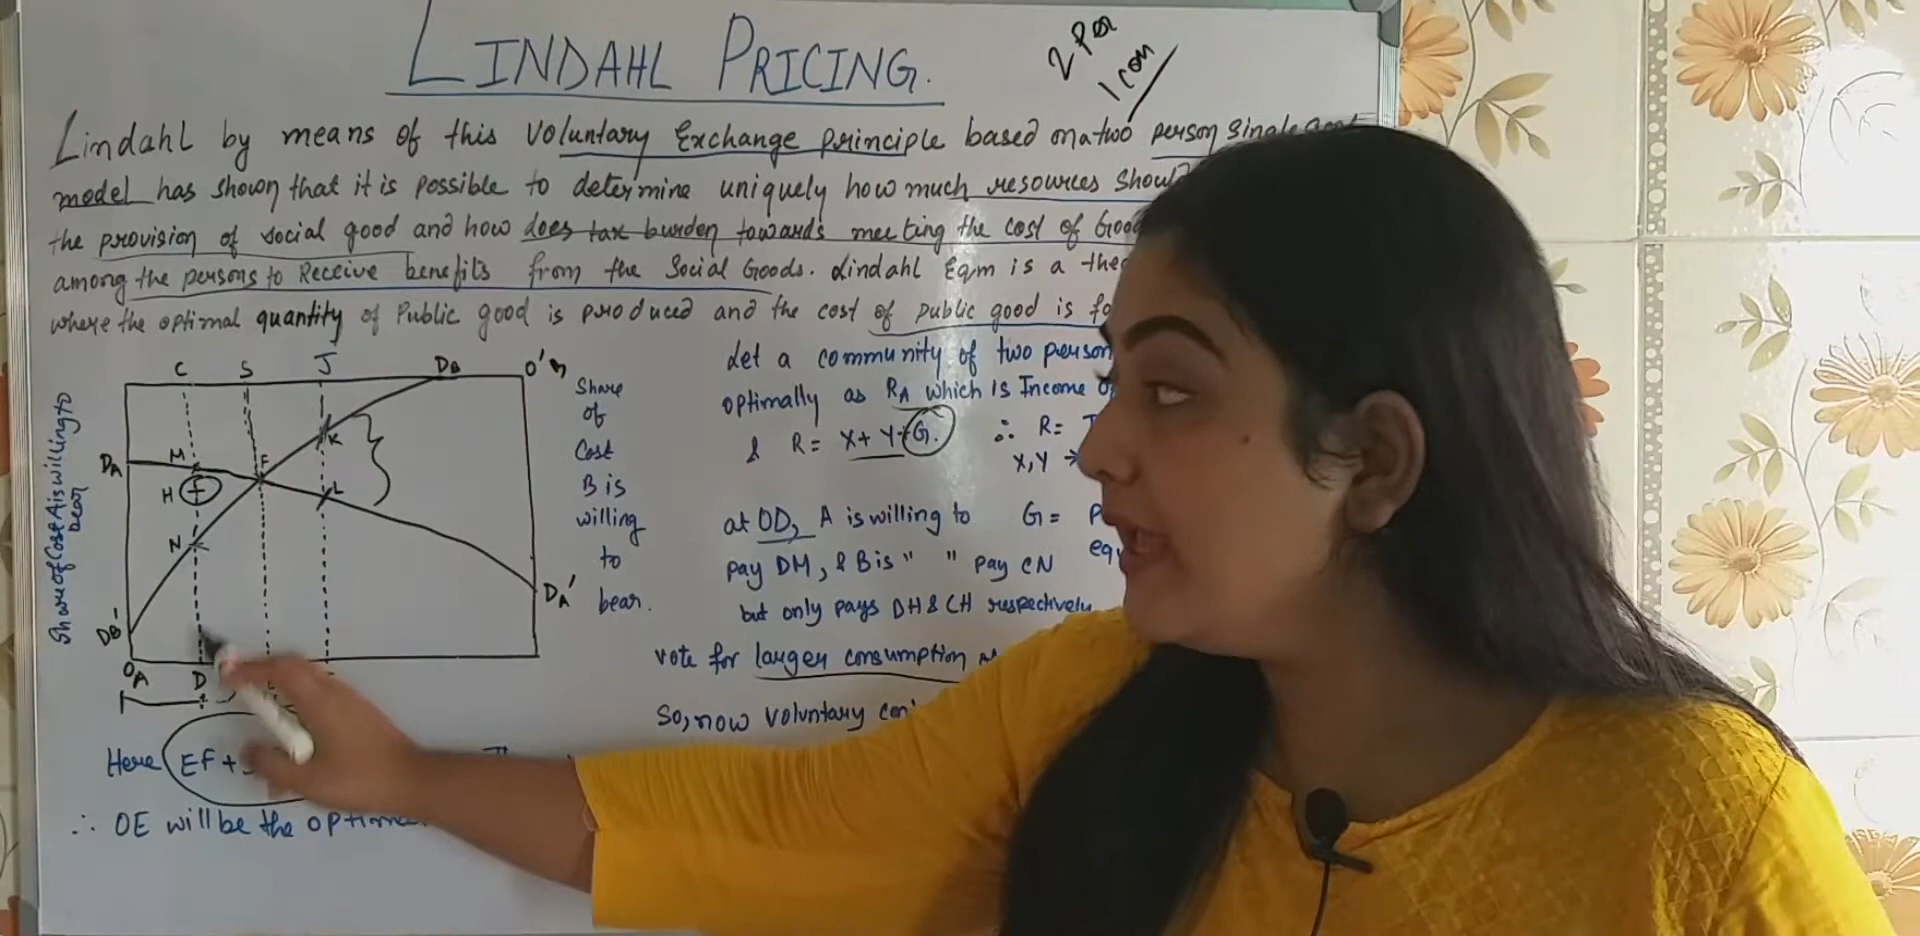 LINDAHL PRICING.
2 Per
1 com
Lindahl by means of this Voluntary Exchange principle based on a two person single
model has shown that it is possible to determine uniquely how much resources
the provision of social good and how does tax burden towards meeting the cost of
among the persons to Receive benefits from the Social Goods. Lindahl Eqm is a
where the optimal quantity of Public good is produced and the cost of public good is
C S J DB O'B
Share of Cost A is willing to bear
DA M F K
H L
N
DA'
DB'
OA D
Share
of
Cost
B is
willing
to
bear.
Let a community of two person
optimally as RA which is Income
& R= X+Y+G. ∴ R=
X,Y →
at OD, A is willing to G=
pay DM, & B is " " pay CN
but only pays DH & CH respectively
vote for larger consumption
So, now voluntary
Here EF+
∴ OE will be the